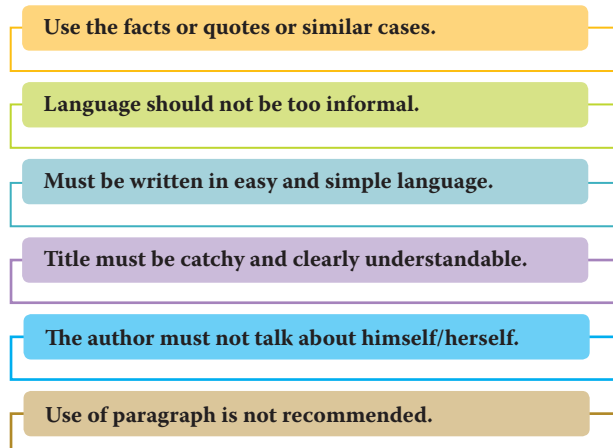 Use the facts or quotes or similar cases.
Language should not be too informal.
Must be written in easy and simple language.
Title must be catchy and clearly understandable.
The author must not talk about himself/herself.
Use of paragraph is not recommended.